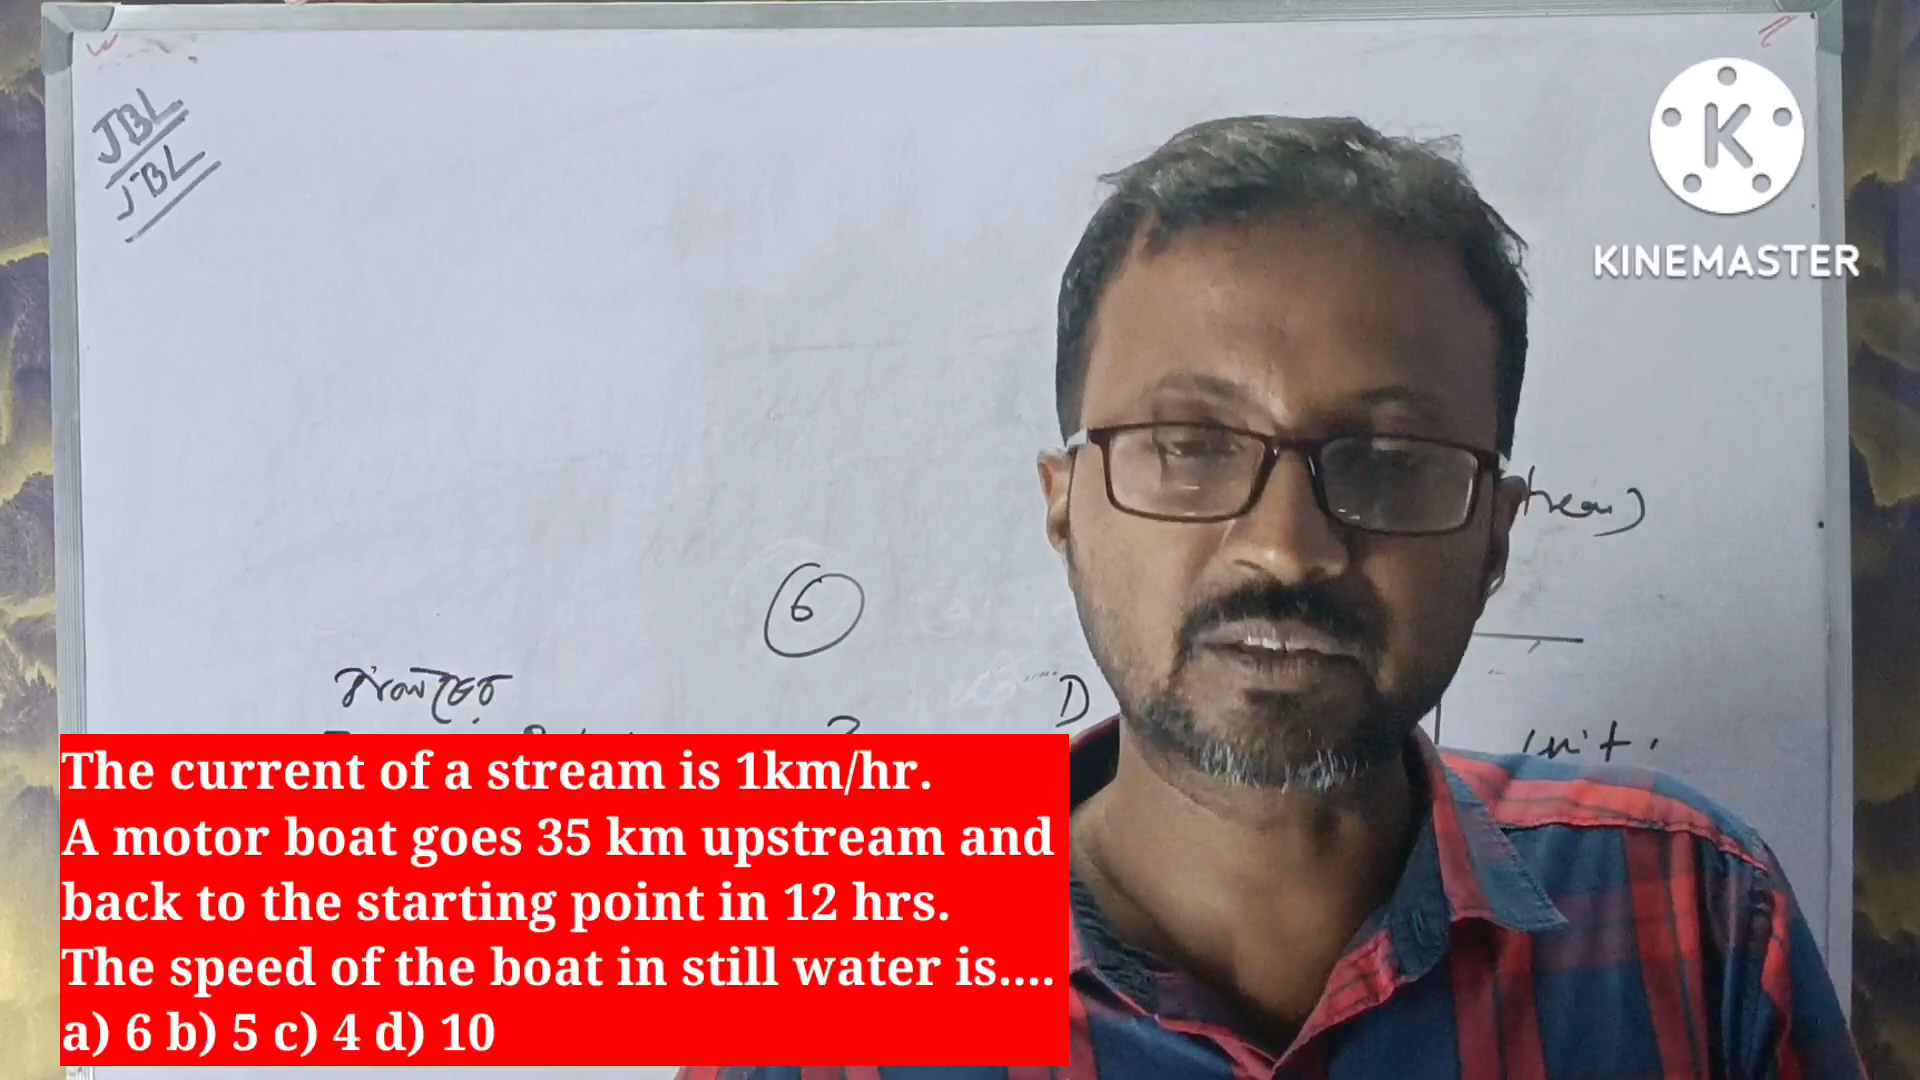 JBL
JBL
KINEMASTER
6
D
The current of a stream is 1km/hr.
A motor boat goes 35 km upstream and
back to the starting point in 12 hrs.
The speed of the boat in still water is....
a) 6 b) 5 c) 4 d) 10